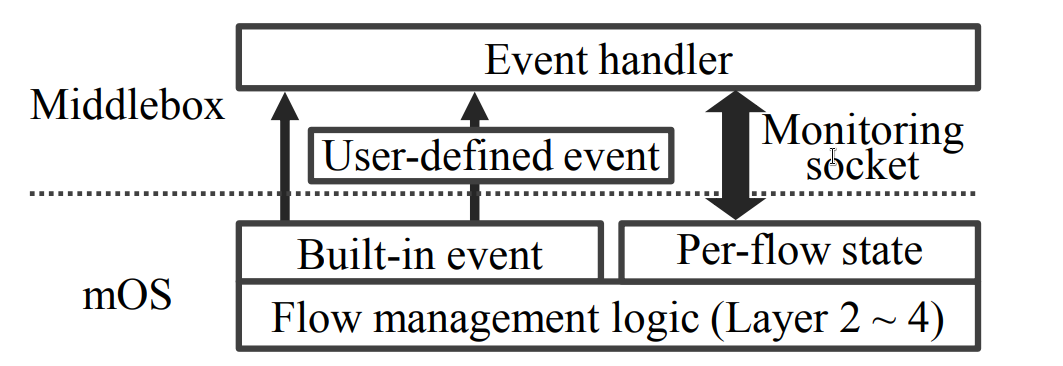 Event handler
Middlebox
Monitoring
socket
User-defined event
Built-in event
Per-flow state
mOS
Flow management logic (Layer 2 ~ 4)